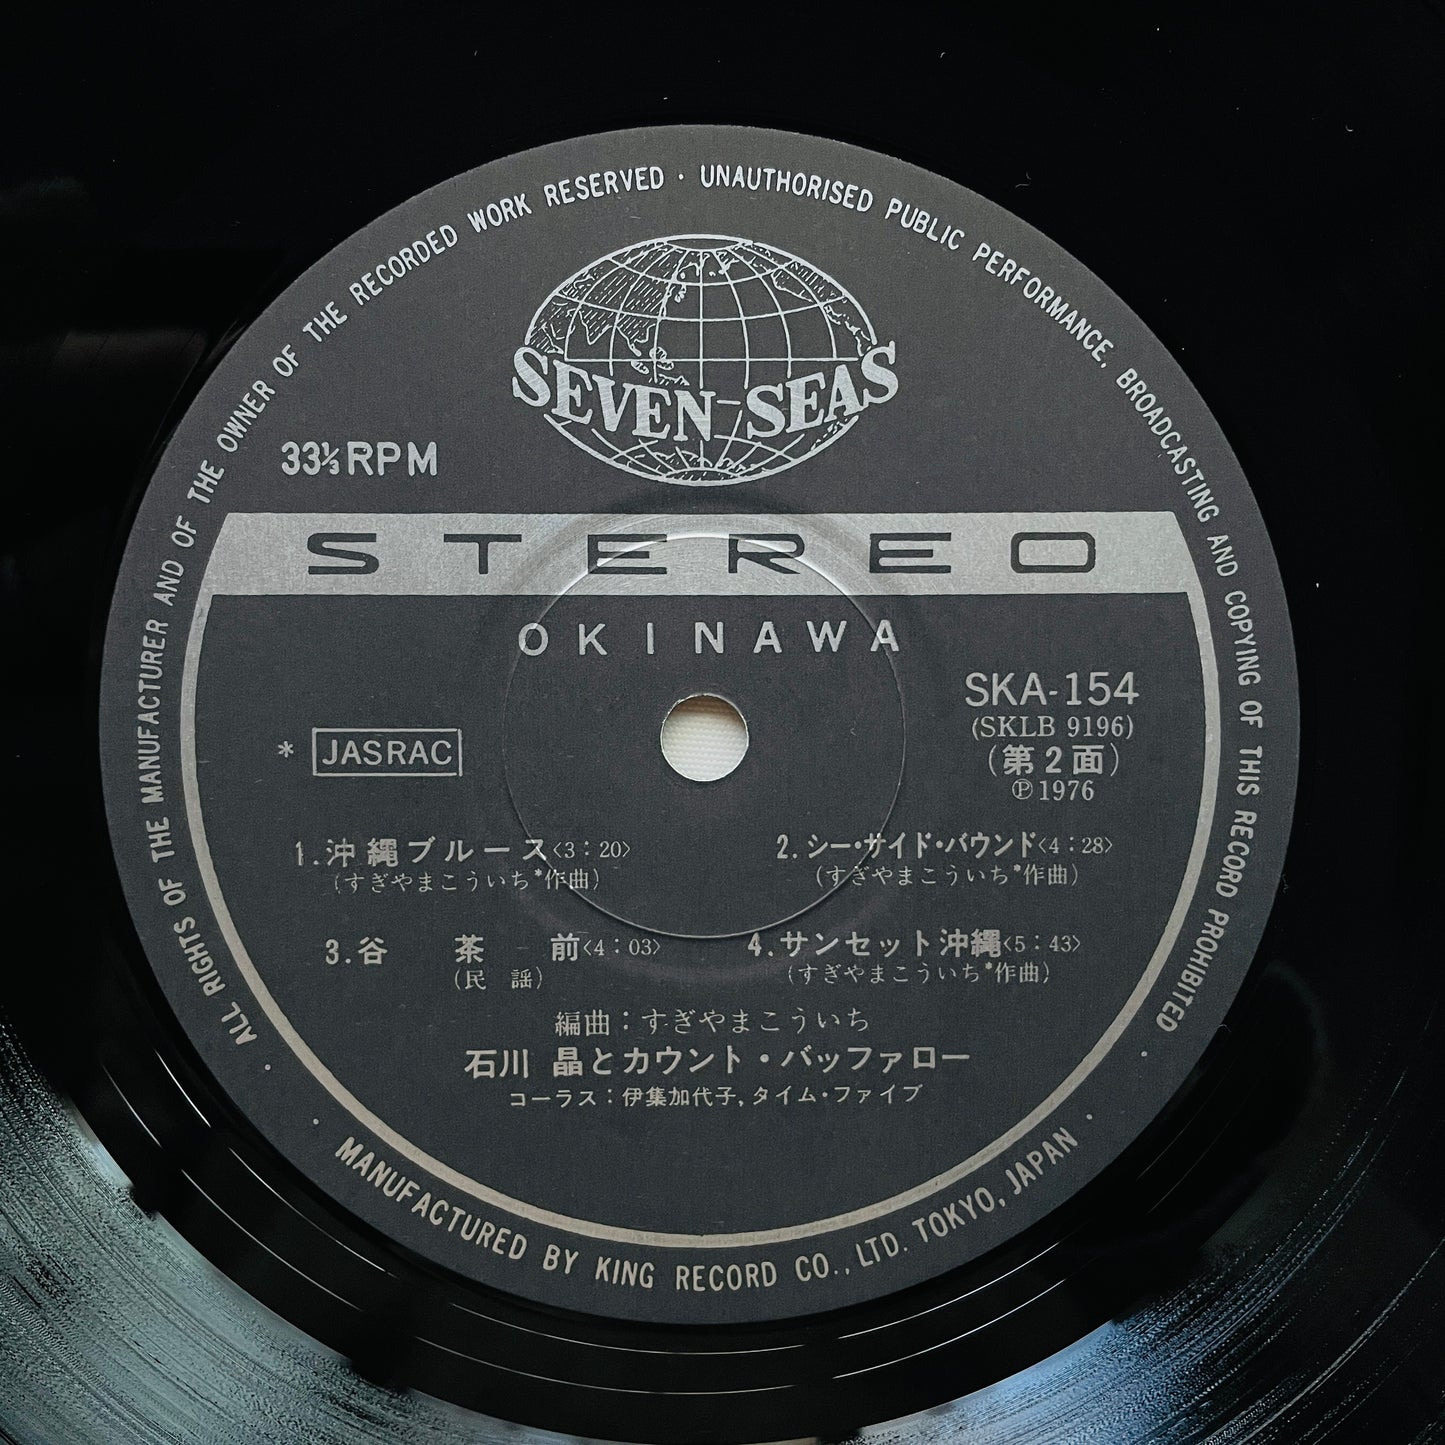 ALL RIGHTS OF THE MANUFACTURER AND OF THE OWNER OF THE RECORDED WORK RESERVED · UNAUTHORISED PUBLIC PERFORMANCE, BROADCASTING AND COPYING OF THIS RECORD PROHIBITED
SEVEN SEAS
33⅓RPM
STEREO
OKINAWA
SKA-154
(SKLB 9196)
* JASRAC
(第2面)
Ⓟ1976
1.沖縄ブルース〈3:20〉
(すぎやまこういち*作曲)
2.シー・サイド・バウンド〈4:28〉
(すぎやまこういち*作曲)
3.谷 茶 前〈4:03〉
(民 謡)
4.サンセット沖縄〈5:43〉
(すぎやまこういち*作曲)
編曲:すぎやまこういち
石川 晶とカウント・バッファロー
コーラス:伊集加代子,タイム・ファイブ
· MANUFACTURED BY KING RECORD CO., LTD. TOKYO, JAPAN ·